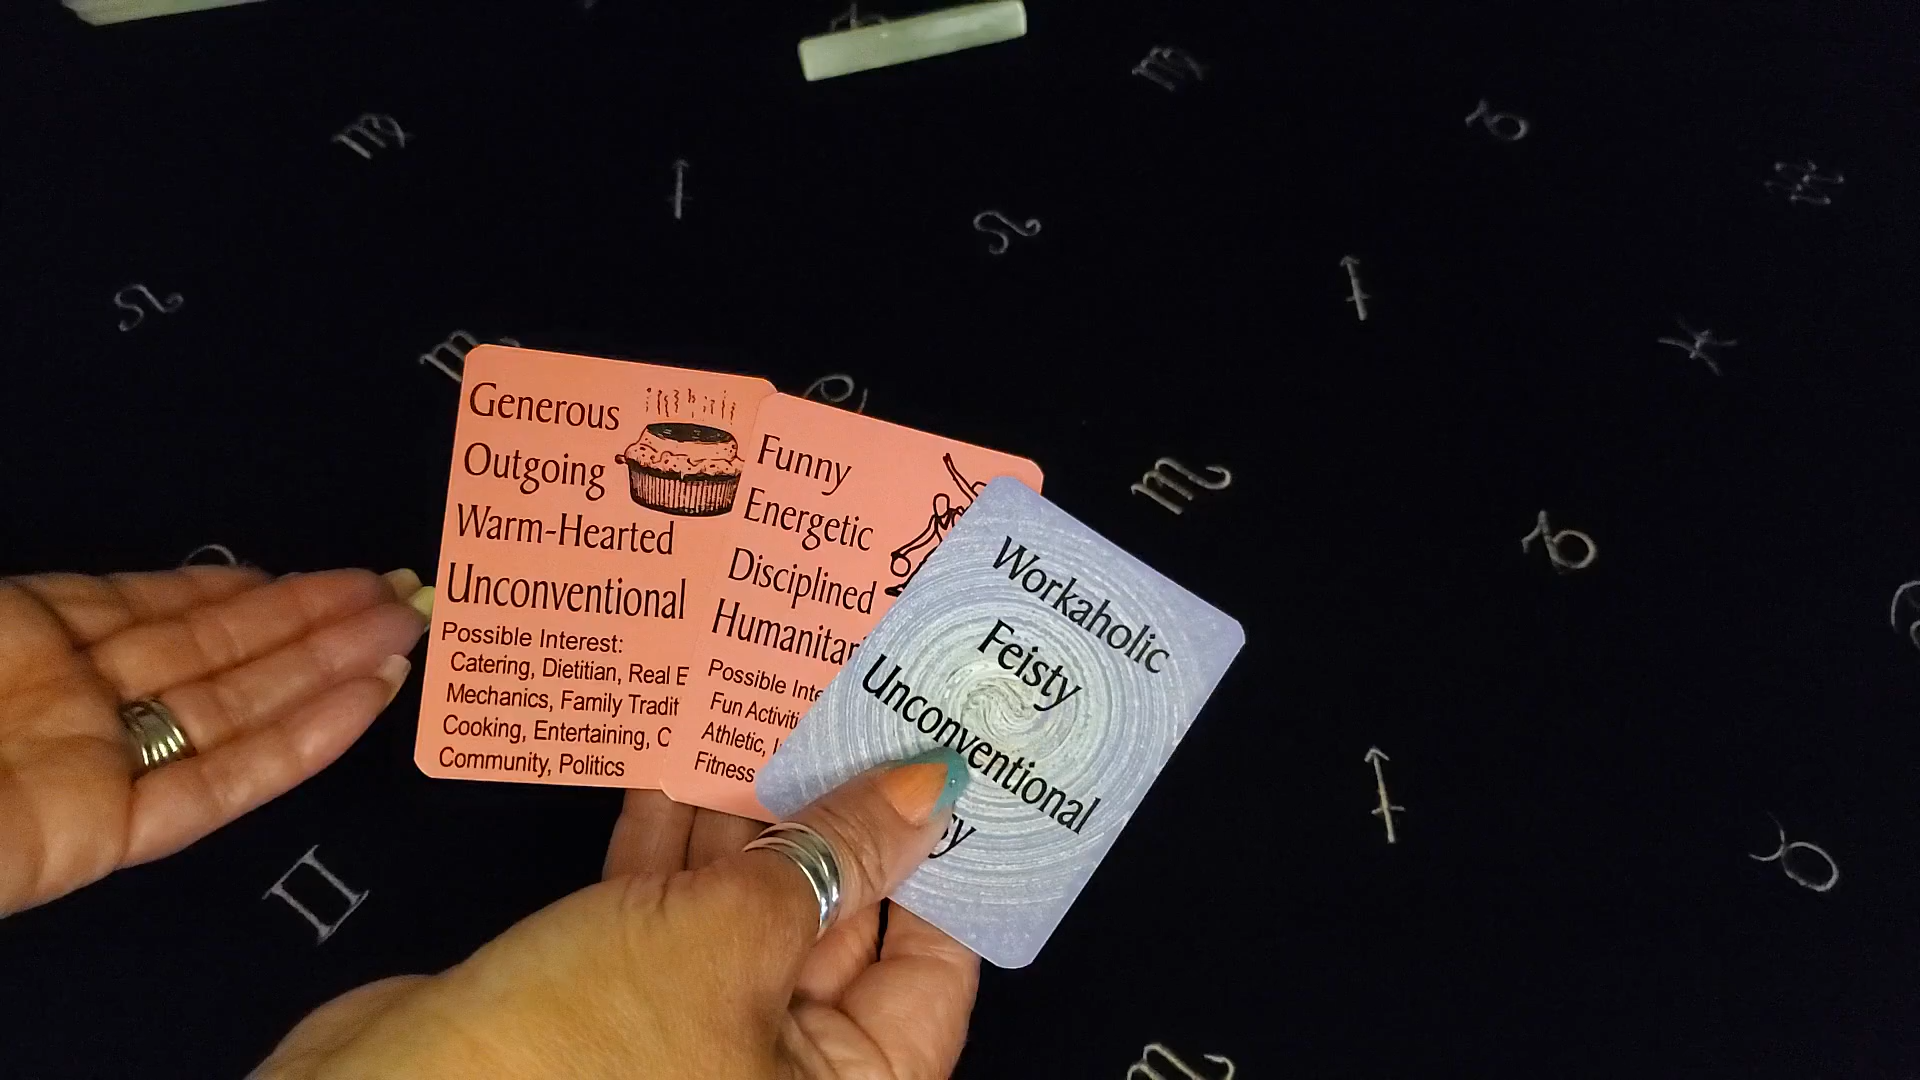 Generous
Outgoing
Warm-Hearted
Unconventional
Possible Interest:
Catering, Dietitian, Real E
Mechanics, Family Tradit
Cooking, Entertaining, C
Community, Politics
Funny
Energetic
Disciplined
Humanitar
Possible Inte
Fun Activiti
Athletic,
Fitness
Workaholic
Feisty
Unconventional
sy